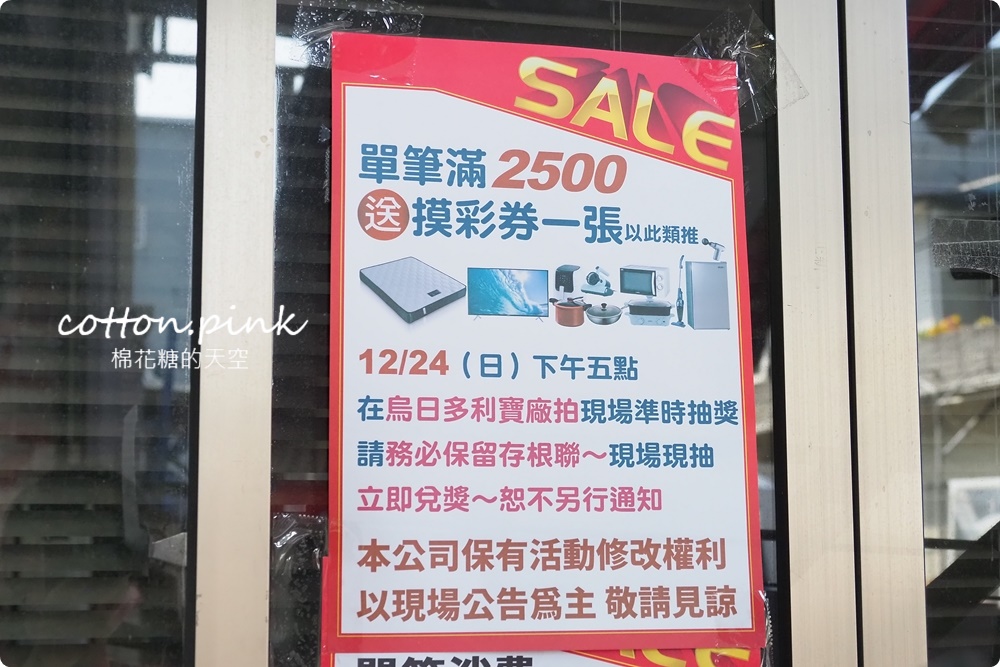 SALE
單筆滿2500
送摸彩券一張以此類推
cotton.pink
棉花糖的天空
12/24（日）下午五點
在烏日多利寶廠拍現場準時抽獎
請務必保留存根聯～現場現抽
立即兌獎～恕不另行通知
本公司保有活動修改權利
以現場公告為主 敬請見諒
單筆消費